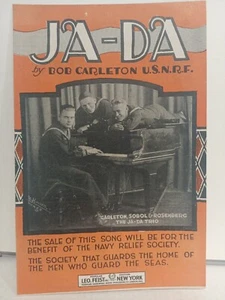 JA-DA
by BOB CARLETON U.S.N.R.F.
CARLETON, SOBOL & ROSENBERG
THE JA-DA TRIO
THE SALE OF THIS SONG WILL BE FOR THE
BENEFIT OF THE NAVY RELIEF SOCIETY.
THE SOCIETY THAT GUARDS THE HOME OF
THE MEN WHO GUARD THE SEAS.
LEO. FEIST NEW YORK